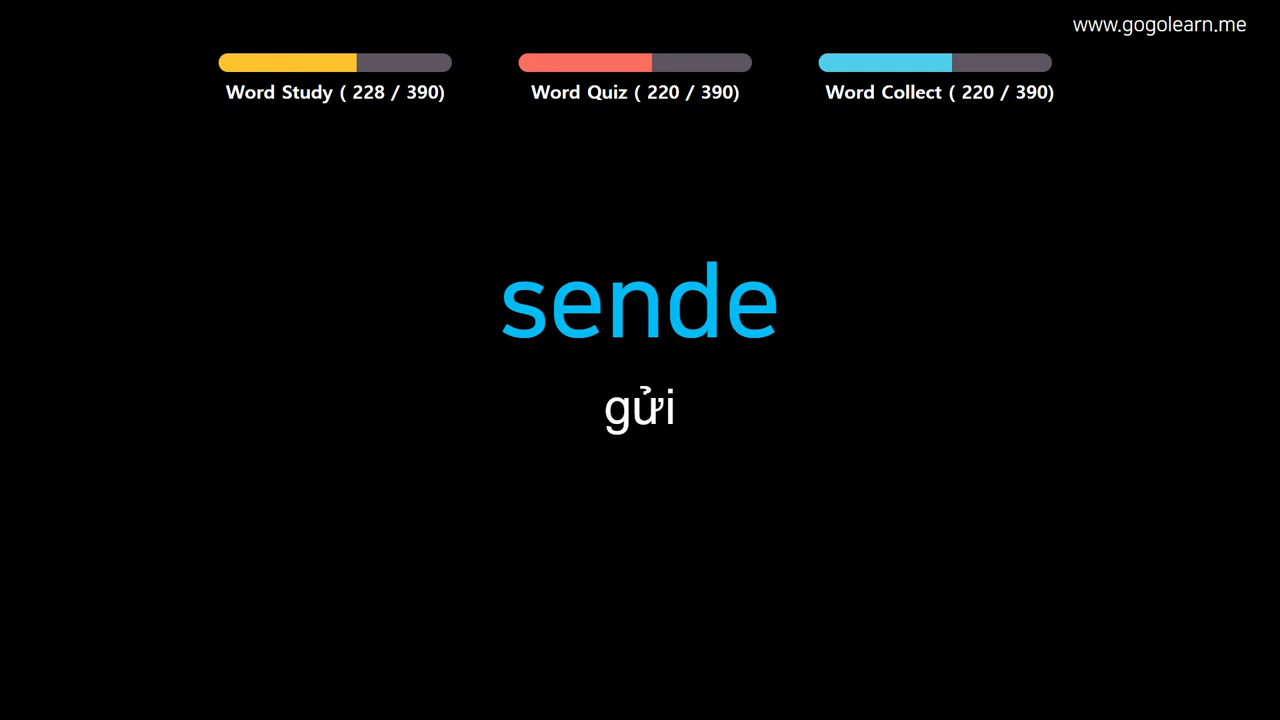 www.gogolearn.me
Word Study ( 228 / 390)
Word Quiz ( 220 / 390)
Word Collect ( 220 / 390)
sende
gửi